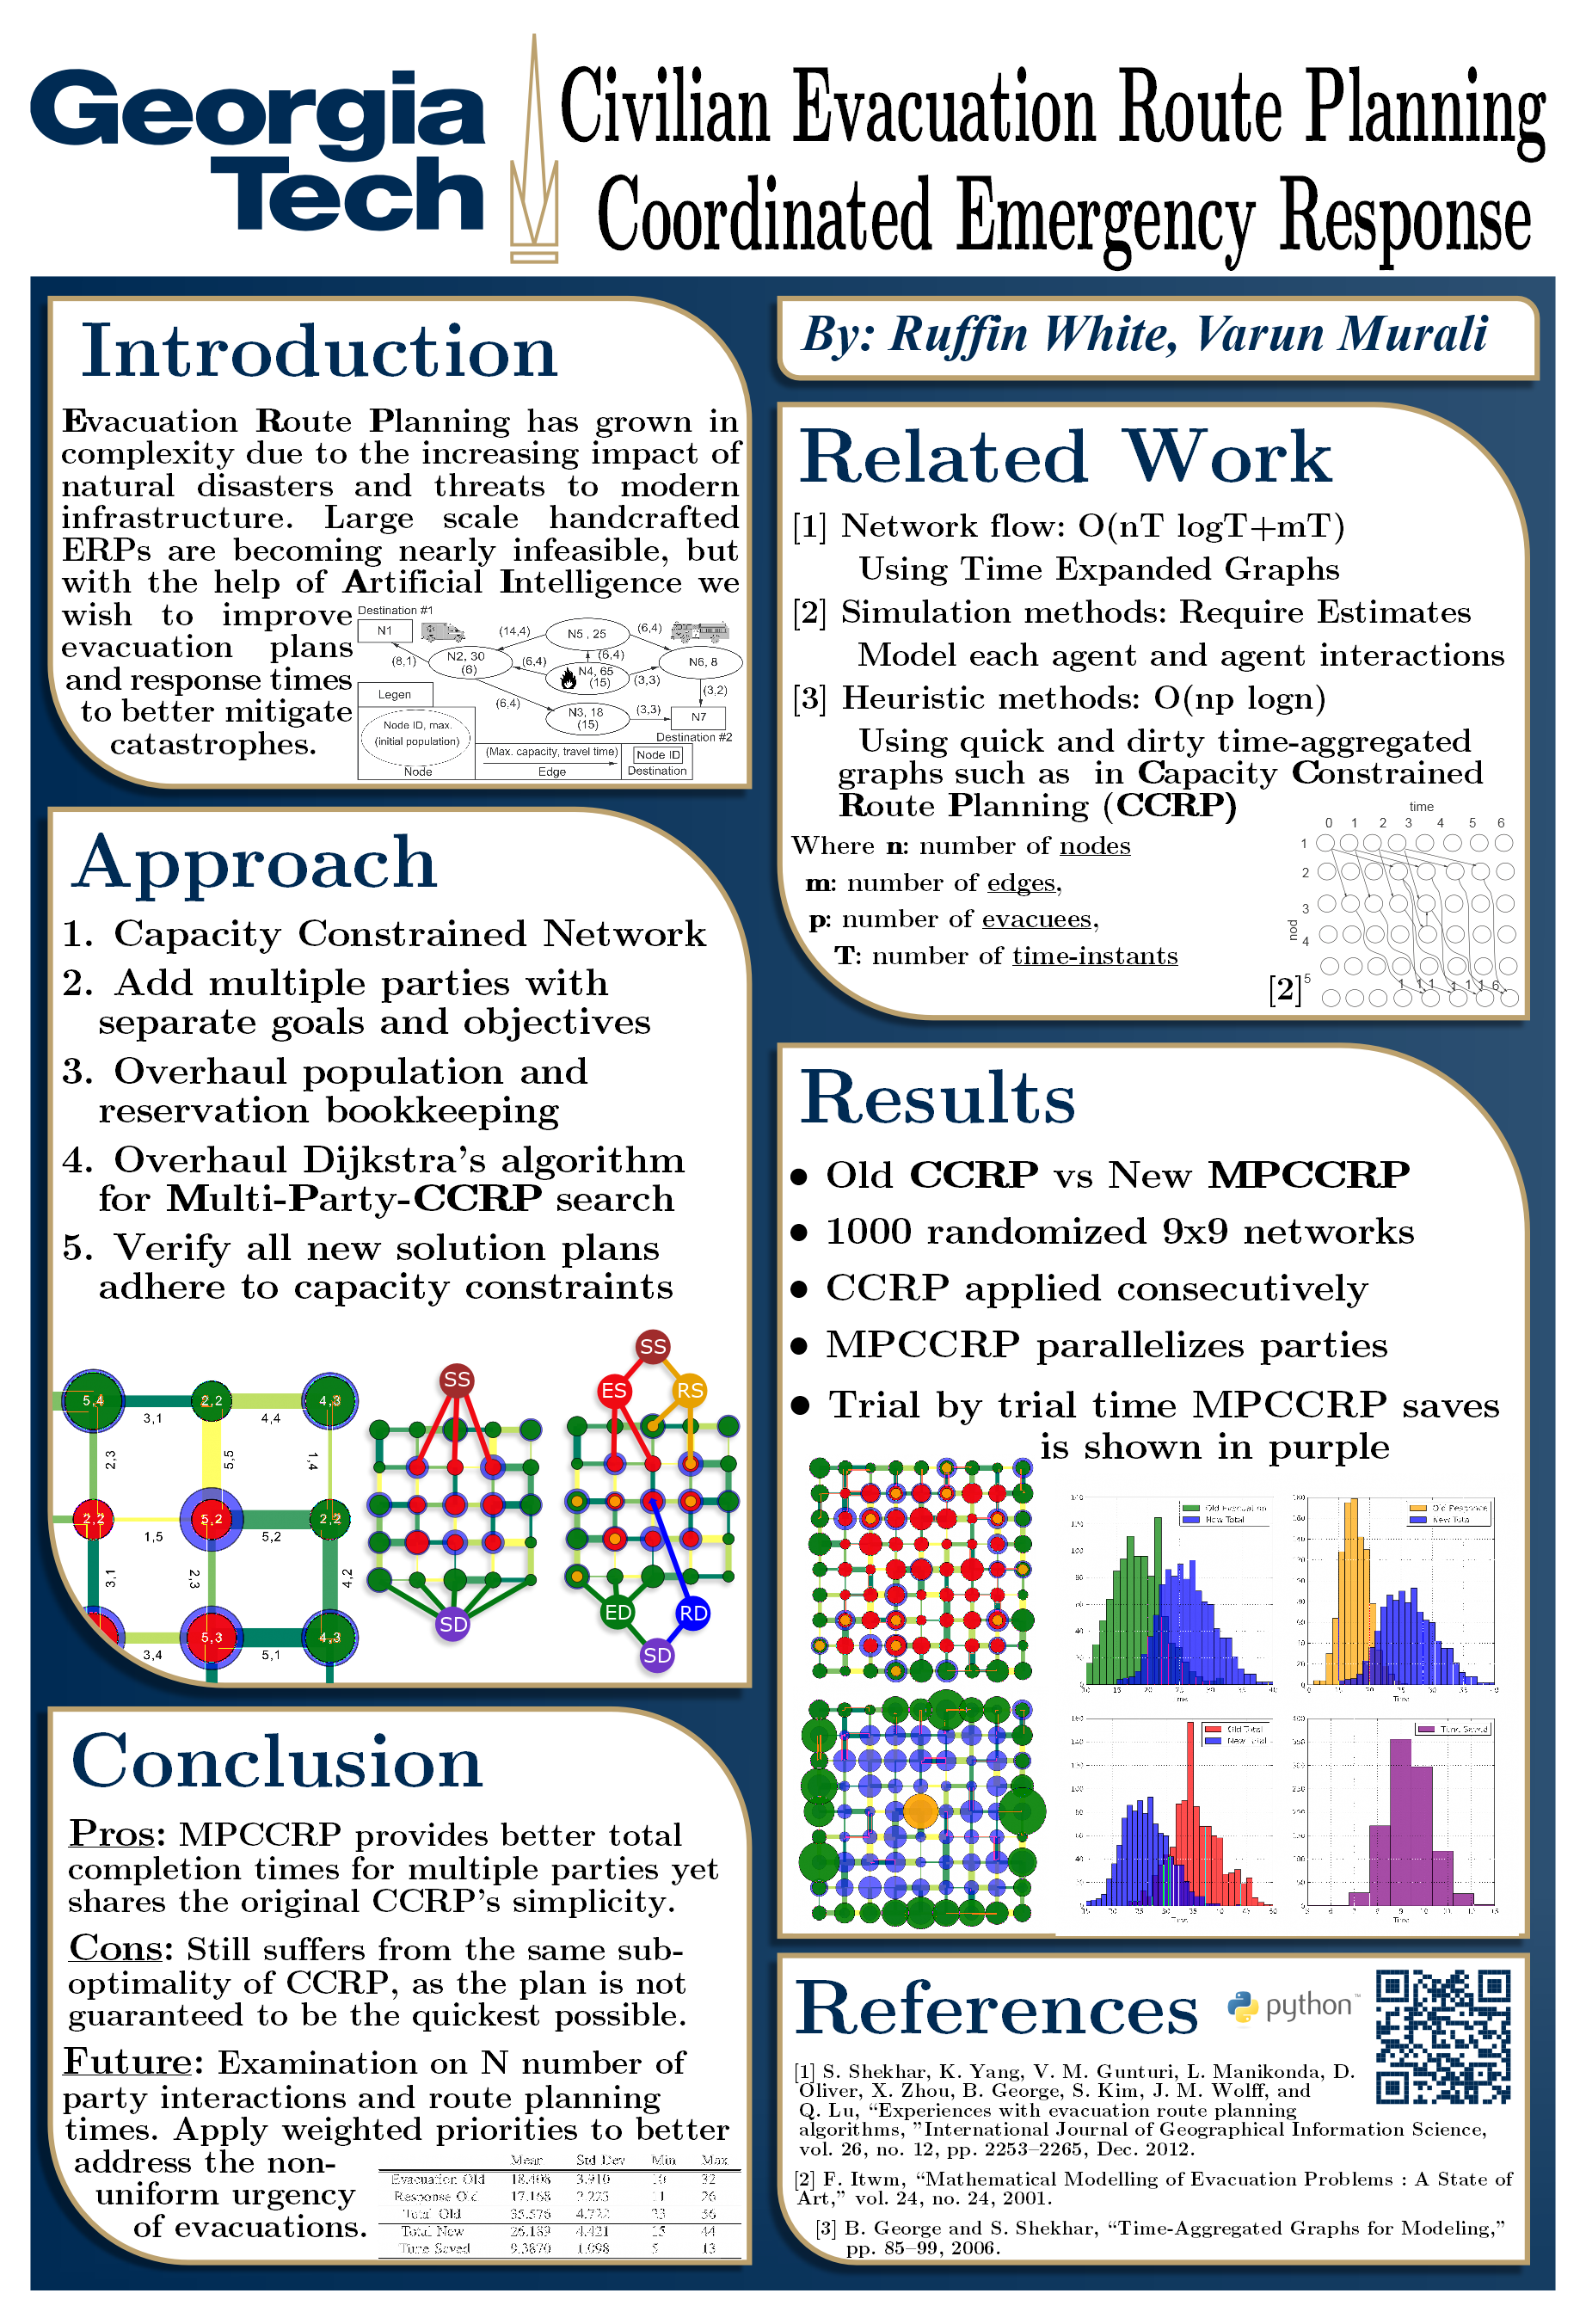 Georgia
Tech
Civilian Evacuation Route Planning
Coordinated Emergency Response
Introduction
Evacuation Route Planning has grown in
complexity due to the increasing impact of
natural disasters and threats to modern
infrastructure. Large scale handcrafted
ERPs are becoming nearly infeasible, but
with the help of Artificial Intelligence we
wish to improve
evacuation plans
and response times
to better mitigate
catastrophes.
Destination #1
N1
(14,4)
N5 , 25
(6,4)
(8,1)
N2, 30
(6)
(6,4)
(6,4)
N4, 65
(15)
(3,3)
N6, 8
(3,2)
(6,4)
N3, 18
(15)
(3,3)
N7
Destination #2
Legen
Node ID, max.
(initial population)
Node
(Max. capacity, travel time)
Edge
Node ID
Destination
Approach
1. Capacity Constrained Network
2. Add multiple parties with
separate goals and objectives
3. Overhaul population and
reservation bookkeeping
4. Overhaul Dijkstra's algorithm
for Multi-Party-CCRP search
5. Verify all new solution plans
adhere to capacity constraints
5,4
3,1
2,2
4,4
4,3
2,3
5,5
1,4
2,2
1,5
5,2
5,2
2,2
3,1
2,3
4,2
3,4
5,3
5,1
4,3
SS
SD
SS
ES
RS
ED
RD
SD
Conclusion
Pros: MPCCRP provides better total
completion times for multiple parties yet
shares the original CCRP's simplicity.
Cons: Still suffers from the same sub-
optimality of CCRP, as the plan is not
guaranteed to be the quickest possible.
Future: Examination on N number of
party interactions and route planning
times. Apply weighted priorities to better
address the non-
uniform urgency
of evacuations.
Mean Std Dev Min Max
Evacuation Old 18.408 3.910 10 32
Response Old 17.168 2.225 11 26
Total Old 35.576 4.722 23 56
Total New 26.189 4.421 15 44
Time Saved 9.3870 1.098 5 13
By: Ruffin White, Varun Murali
Related Work
[1] Network flow: O(nT logT+mT)
Using Time Expanded Graphs
[2] Simulation methods: Require Estimates
Model each agent and agent interactions
[3] Heuristic methods: O(np logn)
Using quick and dirty time-aggregated
graphs such as in Capacity Constrained
Route Planning (CCRP)
Where n: number of nodes
m: number of edges,
p: number of evacuees,
T: number of time-instants
time
0 1 2 3 4 5 6
1
2
3
nod
4
5
[2]
Results
• Old CCRP vs New MPCCRP
• 1000 randomized 9x9 networks
• CCRP applied consecutively
• MPCCRP parallelizes parties
• Trial by trial time MPCCRP saves
is shown in purple
Old Evacuation
New Total
Old Response
New Total
Time
Old Total
New Total
Time
Time Saved
Time
References
python
[1] S. Shekhar, K. Yang, V. M. Gunturi, L. Manikonda, D.
Oliver, X. Zhou, B. George, S. Kim, J. M. Wolff, and
Q. Lu, “Experiences with evacuation route planning
algorithms, ”International Journal of Geographical Information Science,
vol. 26, no. 12, pp. 2253–2265, Dec. 2012.
[2] F. Itwm, “Mathematical Modelling of Evacuation Problems : A State of
Art,” vol. 24, no. 24, 2001.
[3] B. George and S. Shekhar, “Time-Aggregated Graphs for Modeling,”
pp. 85–99, 2006.